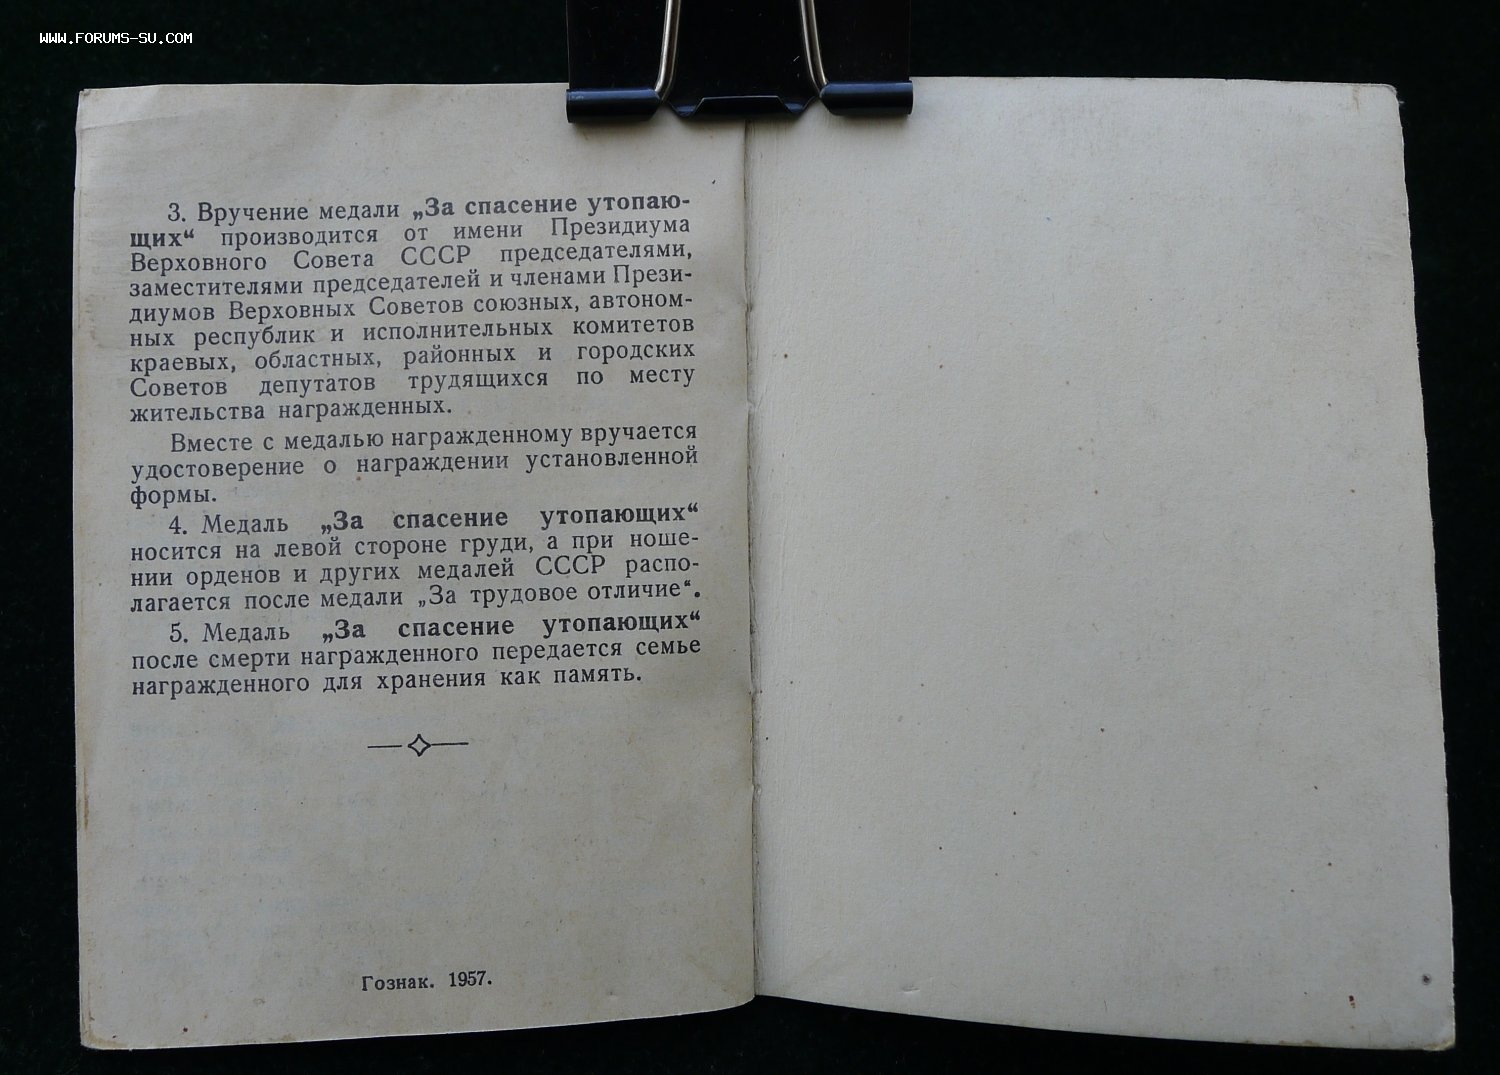 WWW.FORUMS-SU.COM
3. Вручение медали „За спасение утопаю-
щих“ производится от имени Президиума
Верховного Совета СССР председателями,
заместителями председателей и членами Прези-
диумов Верховных Советов союзных, автоном-
ных республик и исполнительных комитетов
краевых, областных, районных и городских
Советов депутатов трудящихся по месту
жительства награжденных.
Вместе с медалью награжденному вручается
удостоверение о награждении установленной
формы.
4. Медаль „За спасение утопающих“
носится на левой стороне груди, а при ноше-
нии орденов и других медалей СССР распо-
лагается после медали „За трудовое отличие“.
5. Медаль „За спасение утопающих“
после смерти награжденного передается семье
награжденного для хранения как память.
Гознак. 1957.